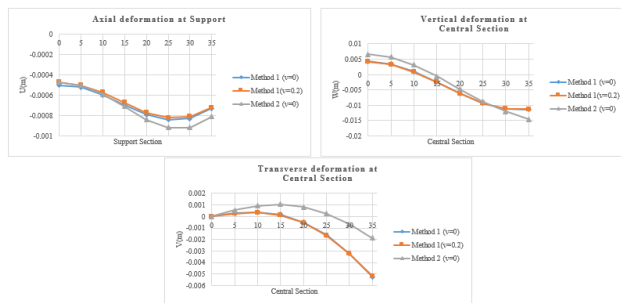 Axial deformation at Support
0
0 5 10 15 20 25 30 35
-0.0002
-0.0004
-0.0006
-0.0008
-0.001
U(m)
Support Section
Method 1 (v=0)
Method 1(v=0.2)
Method 2 (v=0)
Vertical deformation at
Central Section
0.01
0.005
0
0 5 10 15 20 25 30 35
-0.005
-0.01
-0.015
-0.02
W(m)
Central Section
Method 1 (v=0)
Method 1(v=0.2)
Method 2 (v=0)
Transverse deformation at
Central Section
0.002
0.001
0
0 5 10 15 20 25 30 35
-0.001
-0.002
-0.003
-0.004
-0.005
-0.006
V(m)
Central Section
Method 1 (v=0)
Method 1(v=0.2)
Method 2 (v=0)